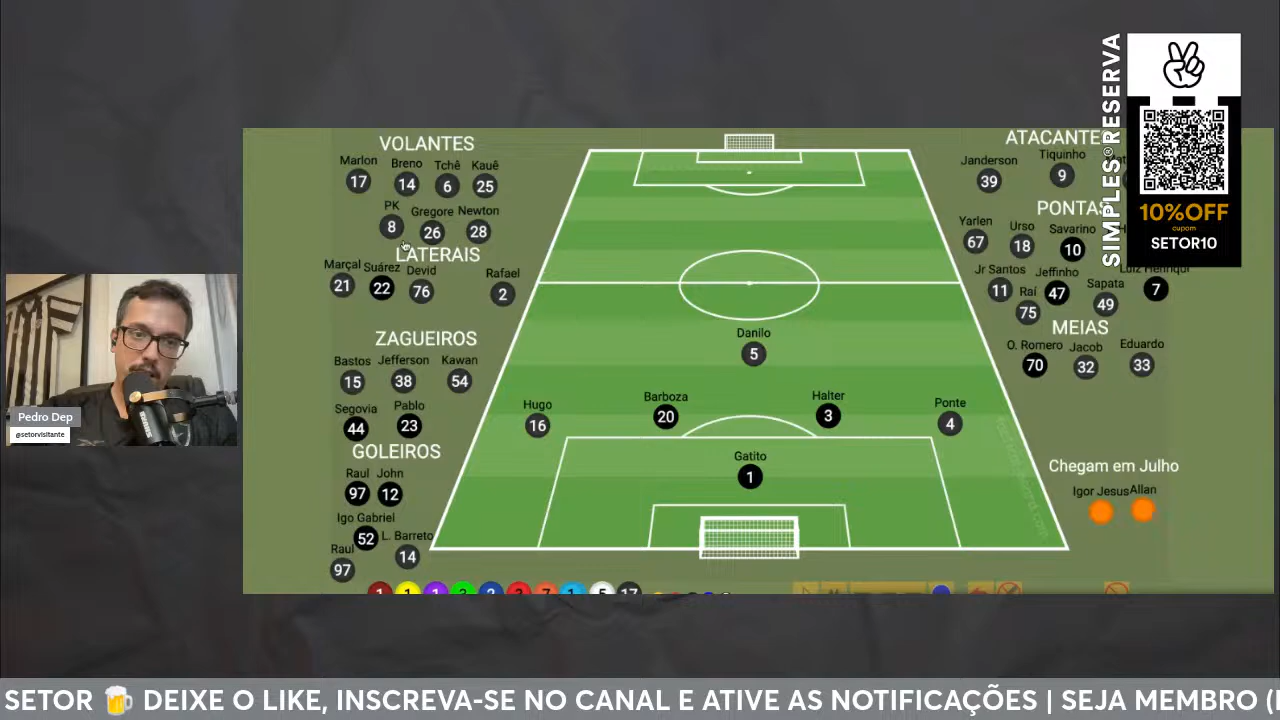 VOLANTES
Marlon Breno Tchê Kauê
17 14 6 25
PK Gregore Newton
8 26 28
LATERAIS
Marçal Suárez Devid Rafael
21 22 76 2
ZAGUEIROS
Bastos Jefferson Kawan
15 38 54
Segovia Pablo
44 23
GOLEIROS
Raul John
97 12
Igo Gabriel
52
L. Barreto
14
Raul
97
Danilo
5
Hugo Barboza Halter Ponte
16 20 3 4
Gatito
1
ATACANTES
Janderson Tiquinho
39 9
PONTAS
Yarlen Urso Savarino
67 18 10
Jr Santos Jeffinho Sapata Luiz Henriqu
11 47 49 7
Raí
75
MEIAS
O. Romero Jacob Eduardo
70 32 33
Chegam em Julho
Igor Jesus Allan
SIMPLES®RESERVA
10%OFF
cupom
SETOR10
Pedro Dep
@setorvisitante
SETOR 🍺 DEIXE O LIKE, INSCREVA-SE NO CANAL E ATIVE AS NOTIFICAÇÕES | SEJA MEMBRO (